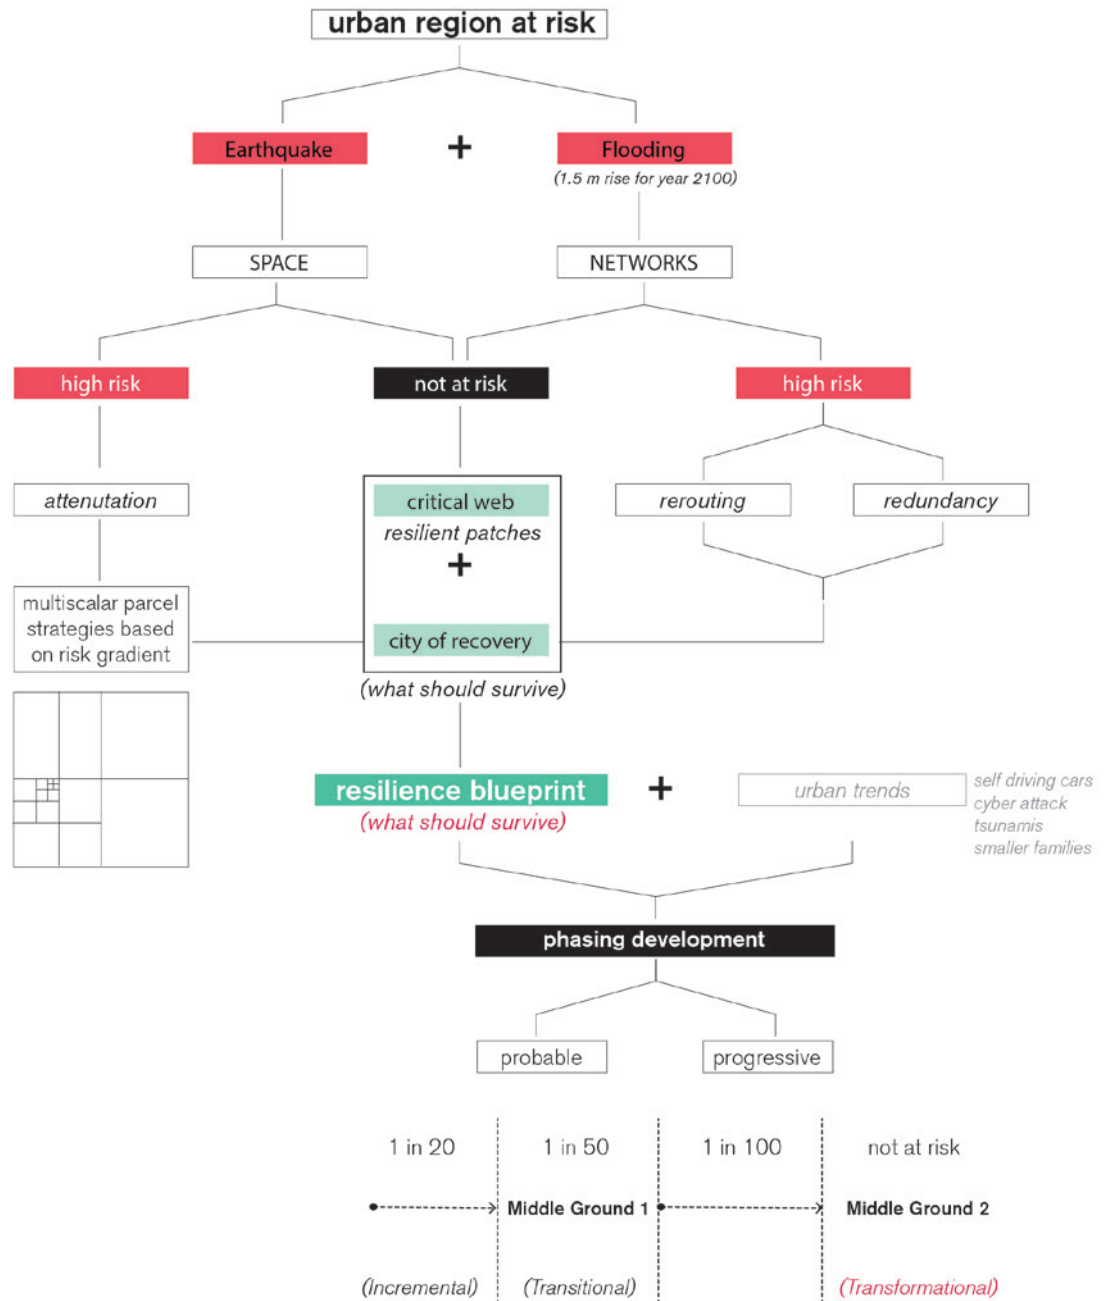 urban region at risk
Earthquake
+
Flooding
(1.5 m rise for year 2100)
SPACE
NETWORKS
high risk
not at risk
high risk
attenutation
critical web
resilient patches
+
city of recovery
(what should survive)
rerouting
redundancy
multiscalar parcel
strategies based
on risk gradient
resilience blueprint
(what should survive)
+
urban trends
self driving cars
cyber attack
tsunamis
smaller families
phasing development
probable
progressive
1 in 20
1 in 50
1 in 100
not at risk
Middle Ground 1
Middle Ground 2
(Incremental)
(Transitional)
(Transformational)